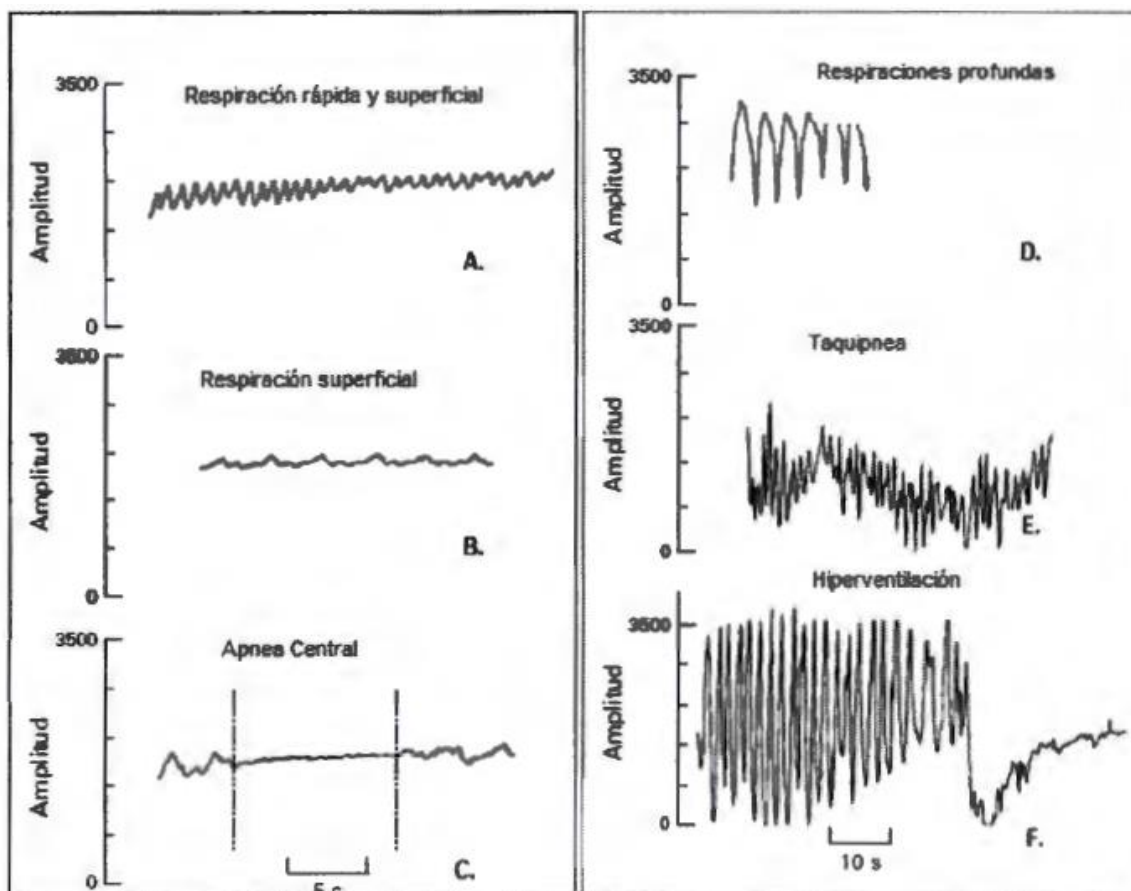 3500
Respiración rápida y superficial
Amplitud
A.
0
3500
Respiración superficial
Amplitud
B.
0
3500
Apnea Central
Amplitud
5 s
C.
0
3500
Respiraciones profundas
Amplitud
D.
0
3500
Taquipnea
Amplitud
E.
0
Hiperventilación
3500
Amplitud
0
10 s
F.